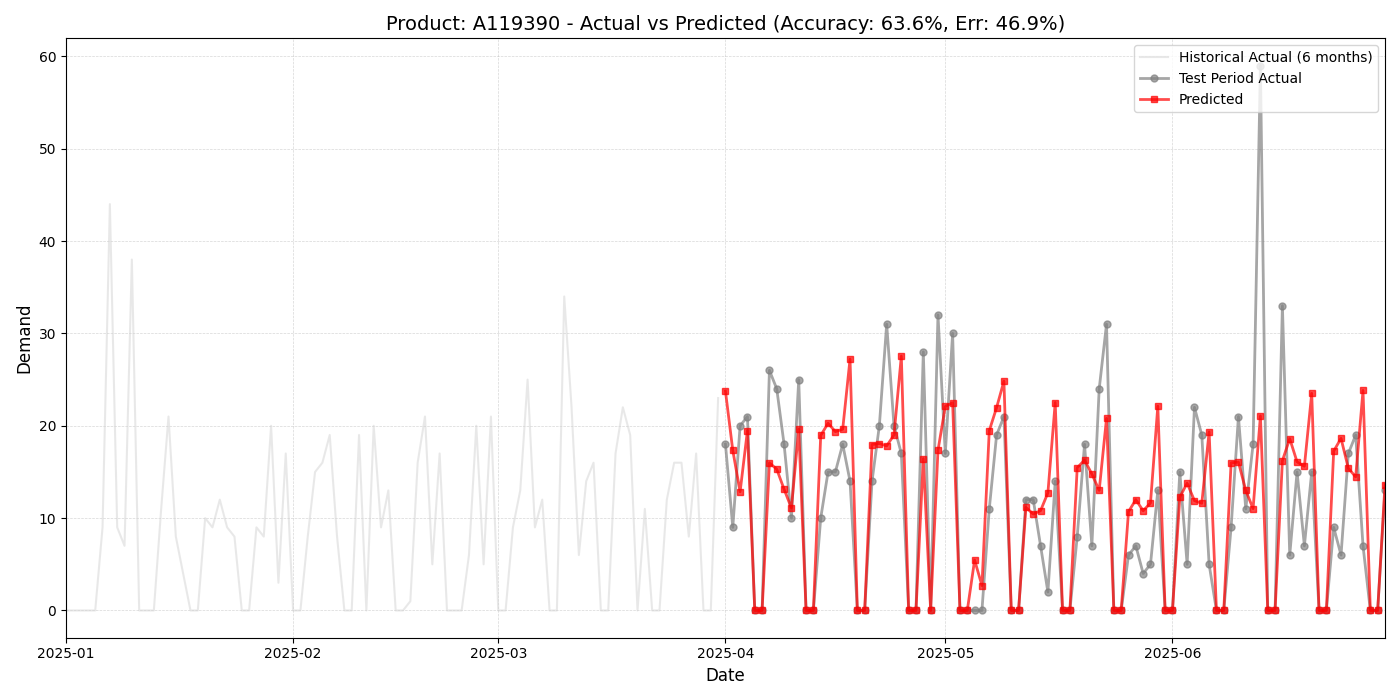 Product: A119390 - Actual vs Predicted (Accuracy: 63.6%, Err: 46.9%)
Historical Actual (6 months)
Test Period Actual
Predicted
60
50
40
30
20
10
0
Demand
2025-01
2025-02
2025-03
2025-04
2025-05
2025-06
Date